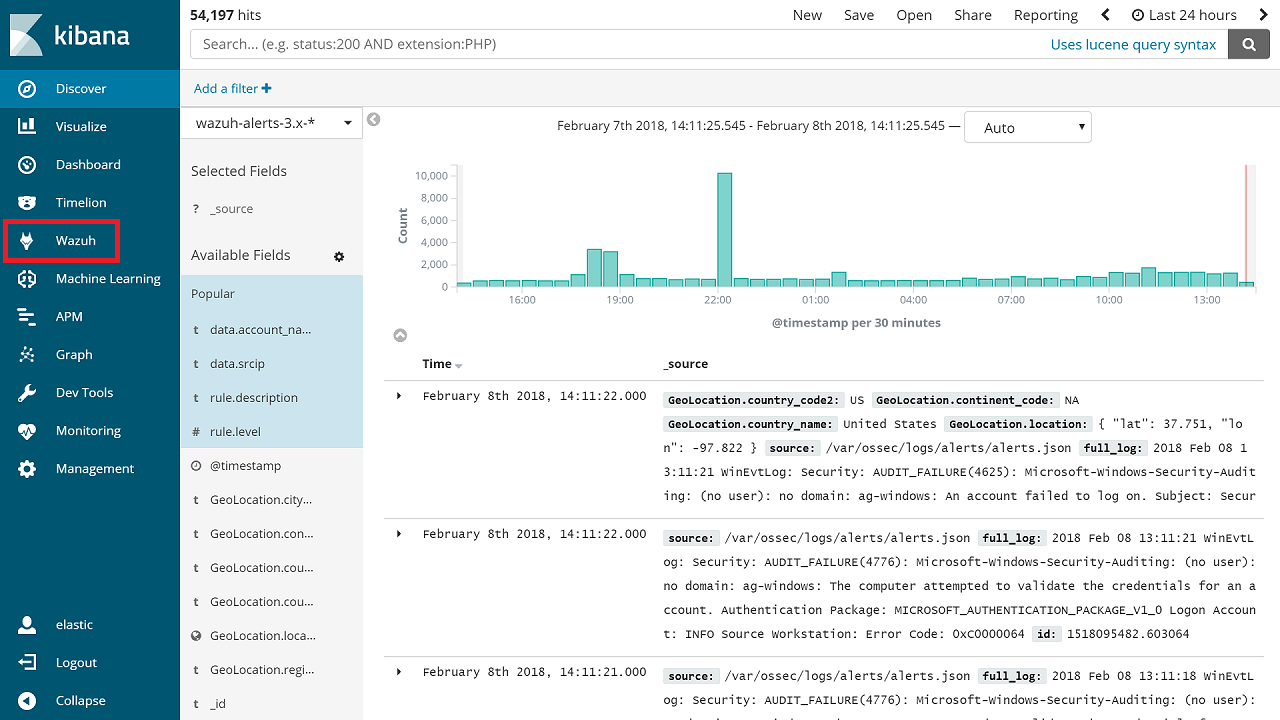 kibana
Discover
Visualize
Dashboard
Timelion
Wazuh
Machine Learning
APM
Graph
Dev Tools
Monitoring
Management
elastic
Logout
Collapse
54,197 hits
New Save Open Share Reporting Last 24 hours
Search... (e.g. status:200 AND extension:PHP) Uses lucene query syntax
Add a filter +
wazuh-alerts-3.x-*
Selected Fields
? _source
Available Fields
Popular
t data.account_na...
t data.srcip
t rule.description
# rule.level
@timestamp
t GeoLocation.city...
t GeoLocation.con...
t GeoLocation.cou...
t GeoLocation.cou...
GeoLocation.loca...
t GeoLocation.regi...
t _id
February 7th 2018, 14:11:25.545 - February 8th 2018, 14:11:25.545 — Auto
Count
10,000
8,000
6,000
4,000
2,000
0
16:00 19:00 22:00 01:00 04:00 07:00 10:00 13:00
@timestamp per 30 minutes
Time _source
February 8th 2018, 14:11:22.000 GeoLocation.country_code2: US GeoLocation.continent_code: NA
GeoLocation.country_name: United States GeoLocation.location: { "lat": 37.751, "lo
n": -97.822 } source: /var/ossec/logs/alerts/alerts.json full_log: 2018 Feb 08 1
3:11:21 WinEvtLog: Security: AUDIT_FAILURE(4625): Microsoft-Windows-Security-Audit
ing: (no user): no domain: ag-windows: An account failed to log on. Subject: Secur
February 8th 2018, 14:11:22.000 source: /var/ossec/logs/alerts/alerts.json full_log: 2018 Feb 08 13:11:21 WinEvtL
og: Security: AUDIT_FAILURE(4776): Microsoft-Windows-Security-Auditing: (no user):
no domain: ag-windows: The computer attempted to validate the credentials for an a
ccount. Authentication Package: MICROSOFT_AUTHENTICATION_PACKAGE_V1_0 Logon Accoun
t: INFO Source Workstation: Error Code: 0xC0000064 id: 1518095482.603064
February 8th 2018, 14:11:21.000 source: /var/ossec/logs/alerts/alerts.json full_log: 2018 Feb 08 13:11:18 WinEvtL
og: Security: AUDIT_FAILURE(4776): Microsoft-Windows-Security-Auditing: (no user):